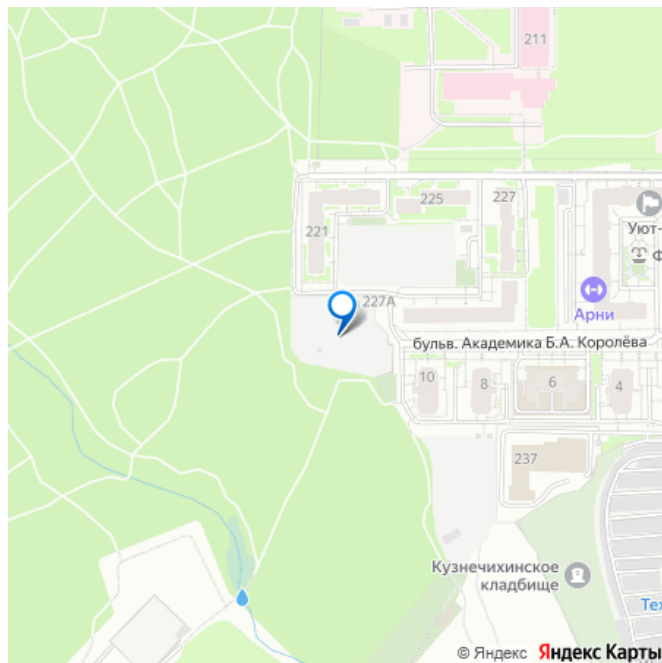 211
225
227
221
Уют-
Ф
227А
Арни
бульв. Академика Б.А. Королёва
10
8
6
4
237
Кузнечихинское
кладбище
Тех
© Яндекс Яндекс Карты